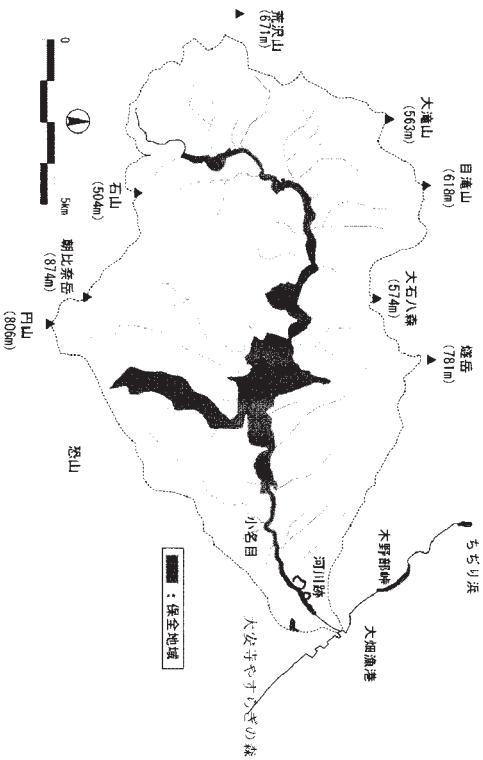 荒沢山
(671m)
大滝山
(563m)
目滝山
(618m)
大石八森
(574m)
燧岳
(781m)
ちぢり浜
木野部峠
大畑漁港
河川跡
小名目
大安寺やすらぎの森
恐山
円山
(806m)
朝比奈岳
(874m)
石山
(504m)
0
5km
：保全地域